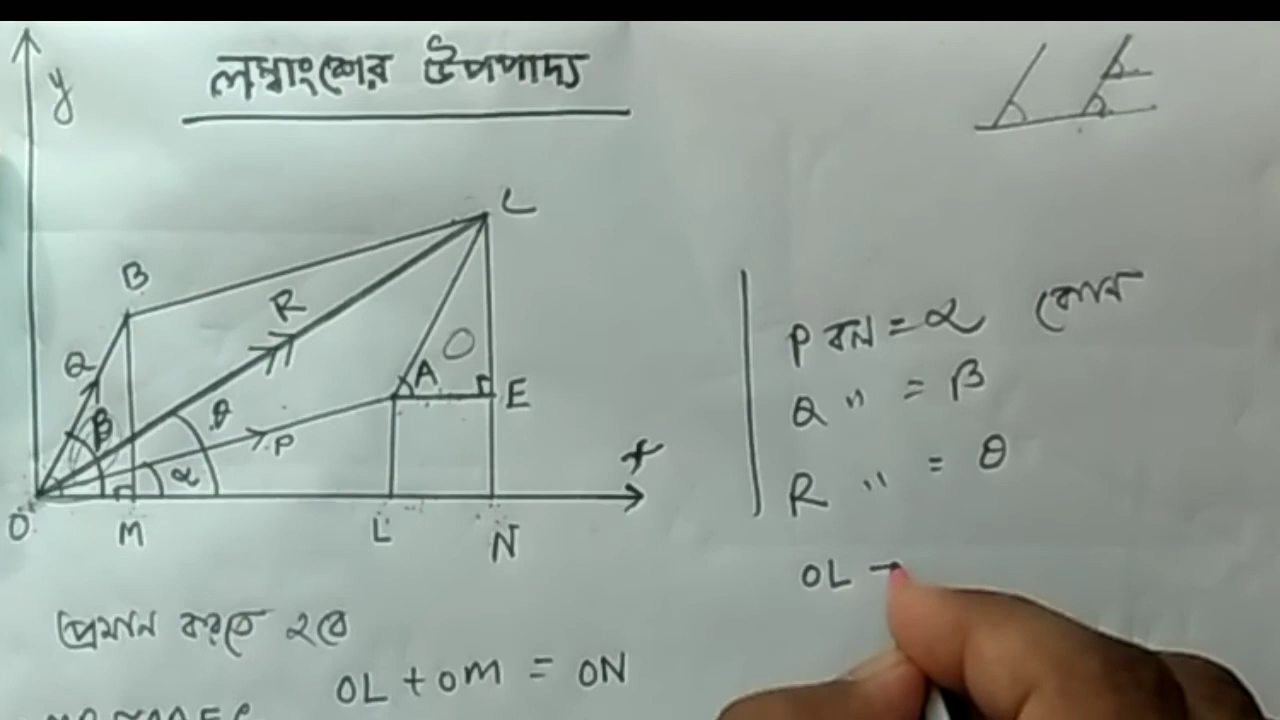 লম্বাংশের উপপাদ্য
y
C
B
R
Q
A
E
β
θ
P
α
x
O
M
L
N
P বল = α কোন
Q " = β
R " = θ
OL →
প্রমান করতে হবে
OL + OM = ON